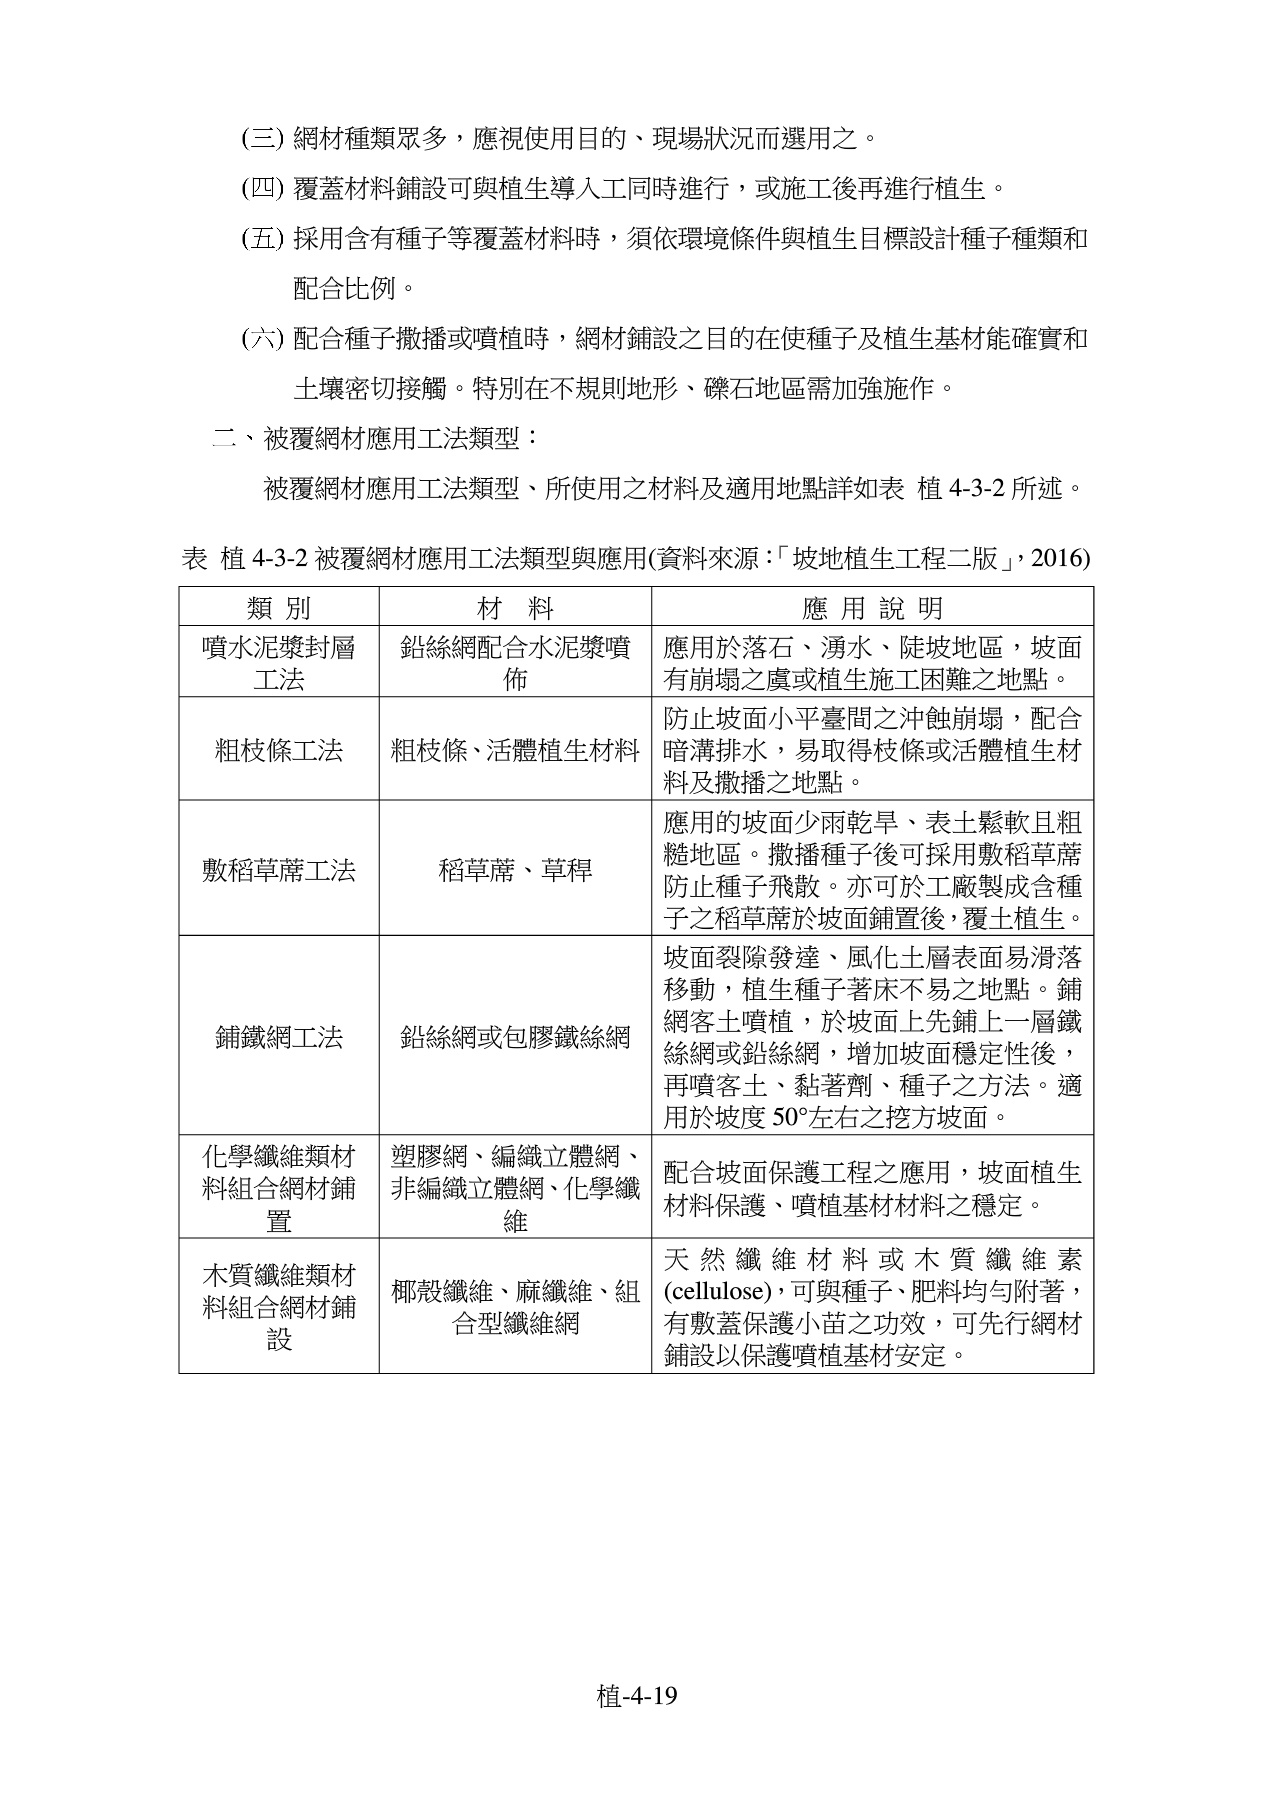 (三) 網材種類眾多，應視使用目的、現場狀況而選用之。
(四) 覆蓋材料鋪設可與植生導入工同時進行，或施工後再進行植生。
(五) 採用含有種子等覆蓋材料時，須依環境條件與植生目標設計種子種類和
配合比例。
(六) 配合種子撒播或噴植時，網材鋪設之目的在使種子及植生基材能確實和
土壤密切接觸。特別在不規則地形、礫石地區需加強施作。
二、被覆網材應用工法類型：
被覆網材應用工法類型、所使用之材料及適用地點詳如表 植 4-3-2 所述。
表 植 4-3-2 被覆網材應用工法類型與應用(資料來源：「坡地植生工程二版」，2016)
類 別
材 料
應 用 說 明
噴水泥漿封層
工法
鉛絲網配合水泥漿噴
佈
應用於落石、湧水、陡坡地區，坡面
有崩塌之虞或植生施工困難之地點。
粗枝條工法
粗枝條、活體植生材料
防止坡面小平臺間之沖蝕崩塌，配合
暗溝排水，易取得枝條或活體植生材
料及撒播之地點。
敷稻草蓆工法
稻草蓆、草稈
應用的坡面少雨乾旱、表土鬆軟且粗
糙地區。撒播種子後可採用敷稻草蓆
防止種子飛散。亦可於工廠製成含種
子之稻草蓆於坡面鋪置後，覆土植生。
鋪鐵網工法
鉛絲網或包膠鐵絲網
坡面裂隙發達、風化土層表面易滑落
移動，植生種子著床不易之地點。鋪
網客土噴植，於坡面上先鋪上一層鐵
絲網或鉛絲網，增加坡面穩定性後，
再噴客土、黏著劑、種子之方法。適
用於坡度 50°左右之挖方坡面。
化學纖維類材
料組合網材鋪
置
塑膠網、編織立體網、
非編織立體網、化學纖
維
配合坡面保護工程之應用，坡面植生
材料保護、噴植基材材料之穩定。
木質纖維類材
料組合網材鋪
設
椰殼纖維、麻纖維、組
合型纖維網
天然纖維材料或木質纖維素
(cellulose)，可與種子、肥料均勻附著，
有敷蓋保護小苗之功效，可先行網材
鋪設以保護噴植基材安定。
植-4-19